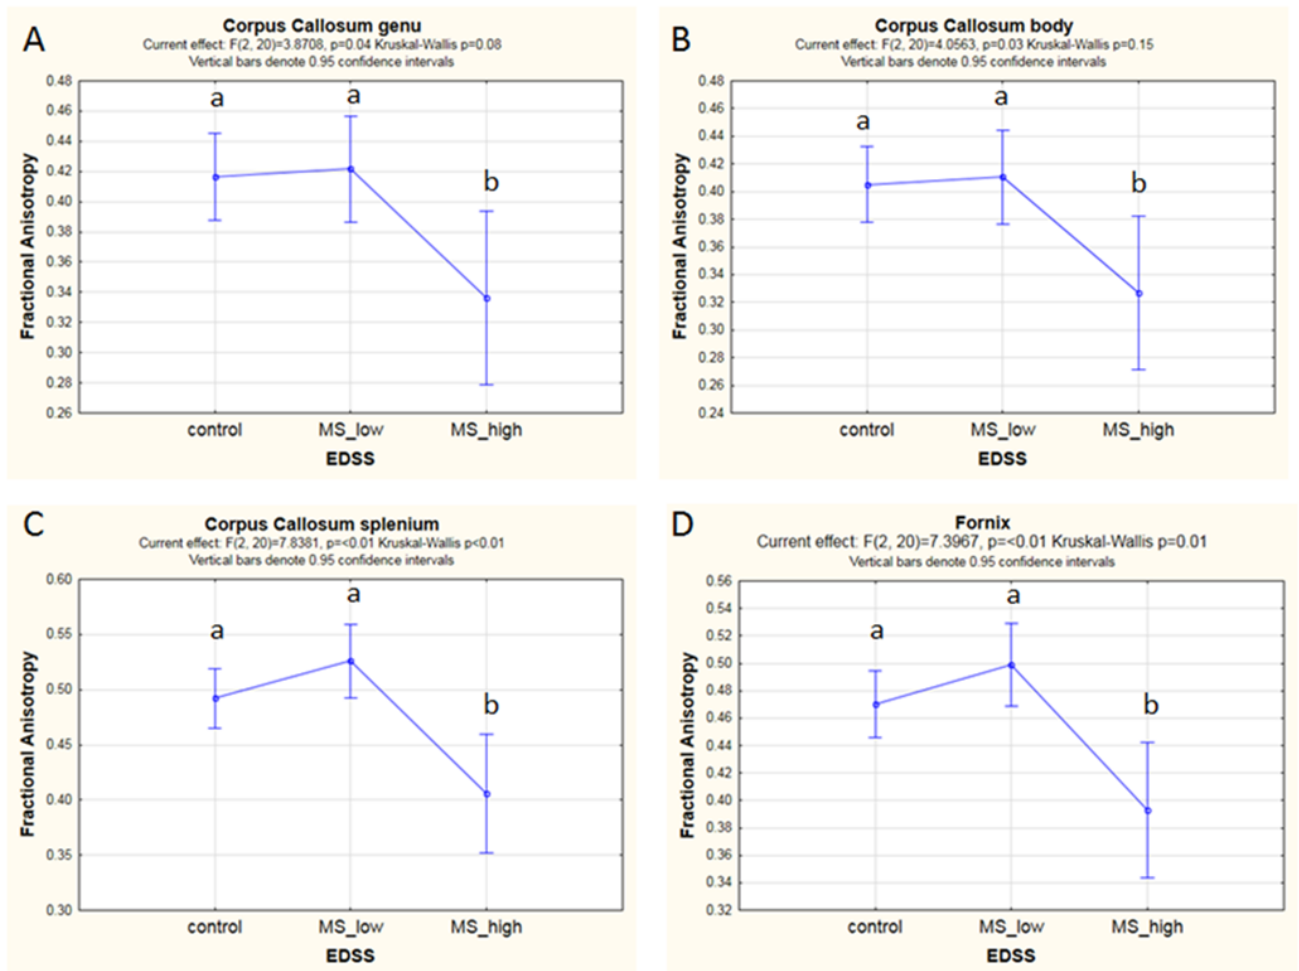 A
Corpus Callosum genu
Current effect: F(2, 20)=3.8708, p=0.04 Kruskal-Wallis p=0.08
Vertical bars denote 0.95 confidence intervals
0.48
0.46
0.44
0.42
0.40
0.38
0.36
0.34
0.32
0.30
0.28
0.26
Fractional Anisotropy
a
a
b
control MS_low MS_high
EDSS
B
Corpus Callosum body
Current effect: F(2, 20)=4.0563, p=0.03 Kruskal-Wallis p=0.15
Vertical bars denote 0.95 confidence intervals
0.48
0.46
0.44
0.42
0.40
0.38
0.36
0.34
0.32
0.30
0.28
0.26
0.24
Fractional Anisotropy
a
a
b
control MS_low MS_high
EDSS
C
Corpus Callosum splenium
Current effect: F(2, 20)=7.8381, p=<0.01 Kruskal-Wallis p<0.01
Vertical bars denote 0.95 confidence intervals
0.60
0.55
0.50
0.45
0.40
0.35
0.30
Fractional Anisotropy
a
a
b
control MS_low MS_high
EDSS
D
Fornix
Current effect: F(2, 20)=7.3967, p=<0.01 Kruskal-Wallis p=0.01
Vertical bars denote 0.95 confidence intervals
0.56
0.54
0.52
0.50
0.48
0.46
0.44
0.42
0.40
0.38
0.36
0.34
0.32
Fractional Anisotropy
a
a
b
control MS_low MS_high
EDSS